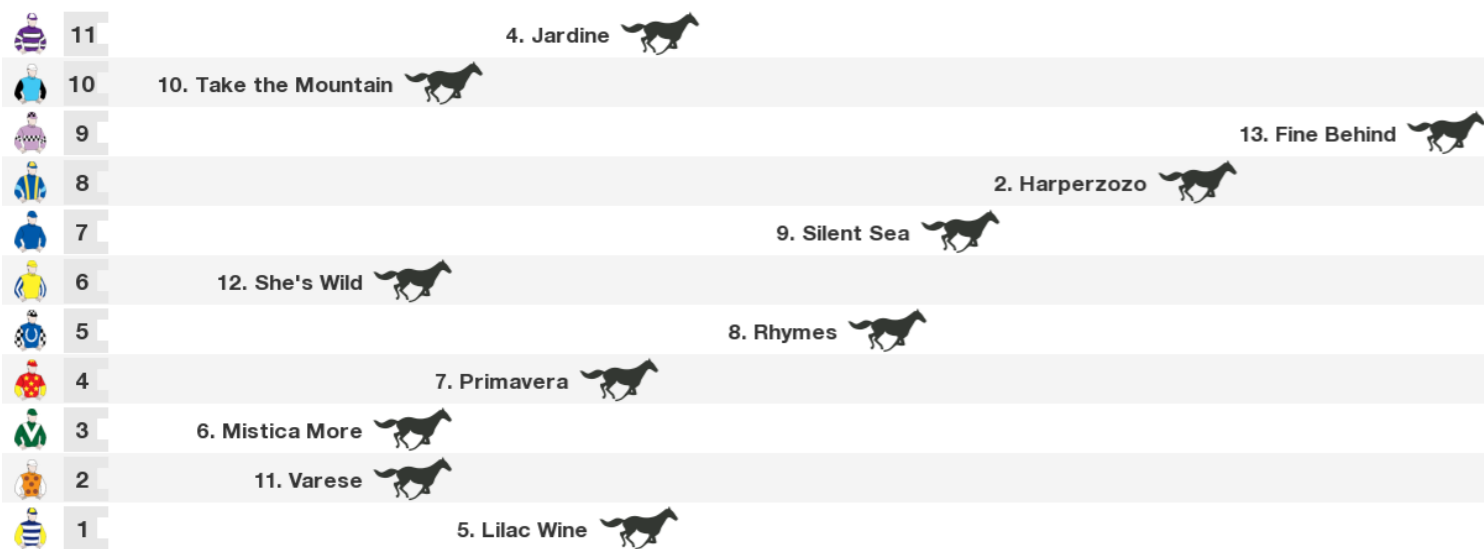 11 4. Jardine
10 10. Take the Mountain
9 13. Fine Behind
8 2. Harperzozo
7 9. Silent Sea
6 12. She's Wild
5 8. Rhymes
4 7. Primavera
3 6. Mistica More
2 11. Varese
1 5. Lilac Wine